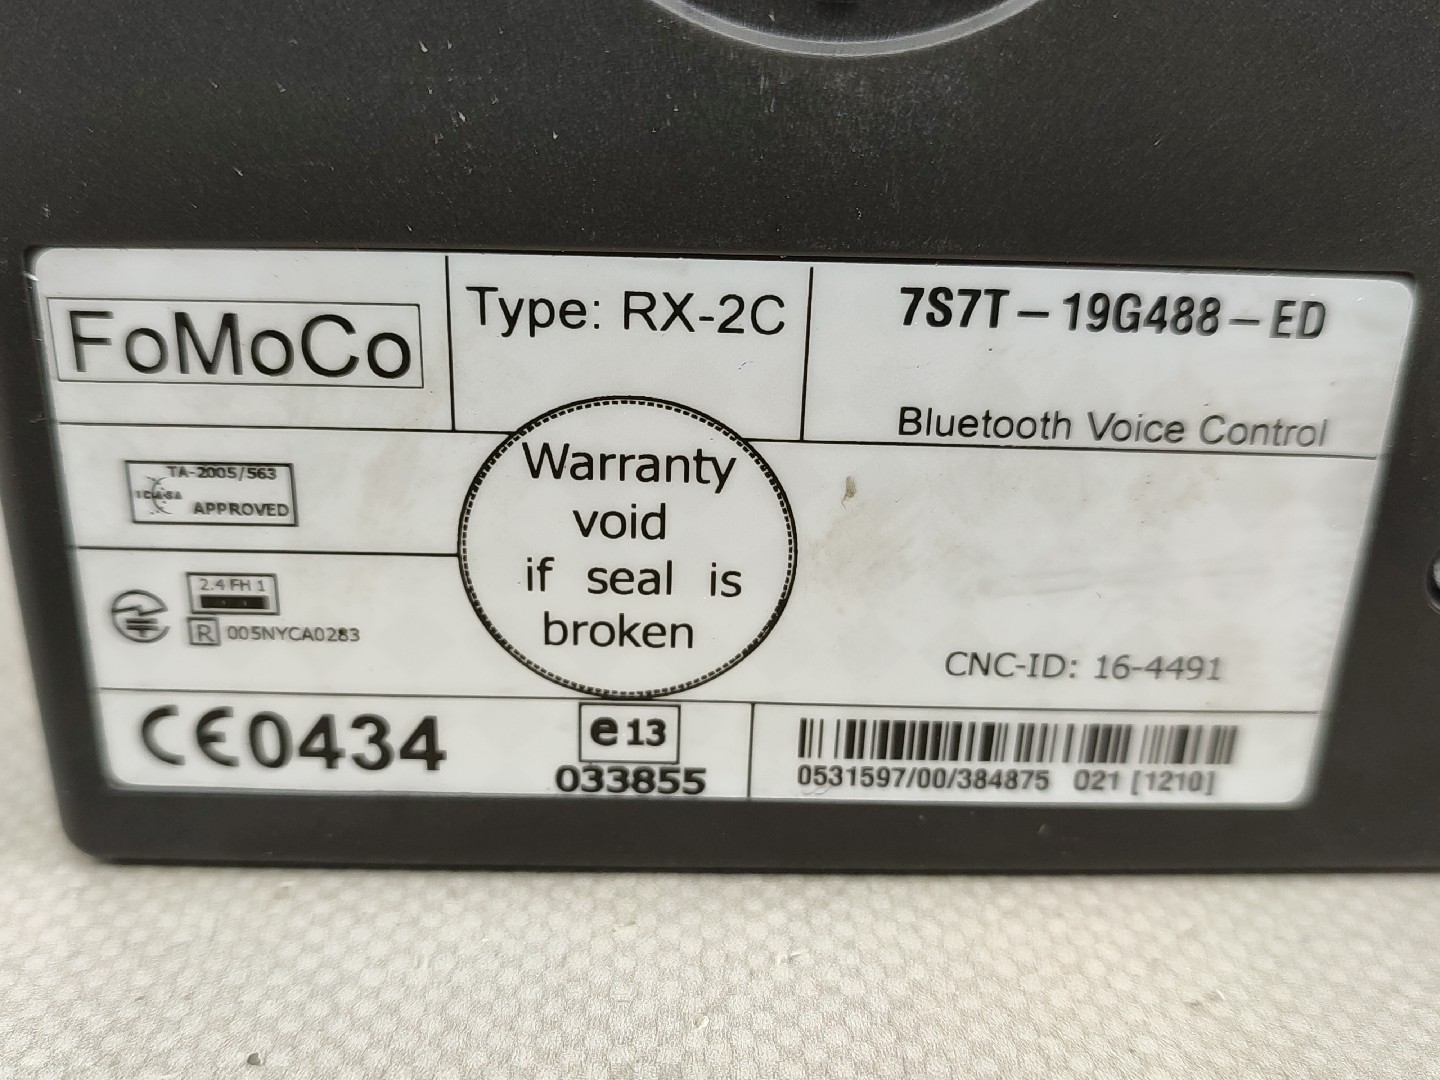 FoMoCo
Type: RX-2C
7S7T-19G488-ED
Bluetooth Voice Control
TA-2005/563
ICASA
APPROVED
Warranty
void
if seal is
broken
2.4 FH 1
R 005NYCA0283
CNC-ID: 16-4491
CE0434
e13
033855
0531597/00/384875 021 [1210]